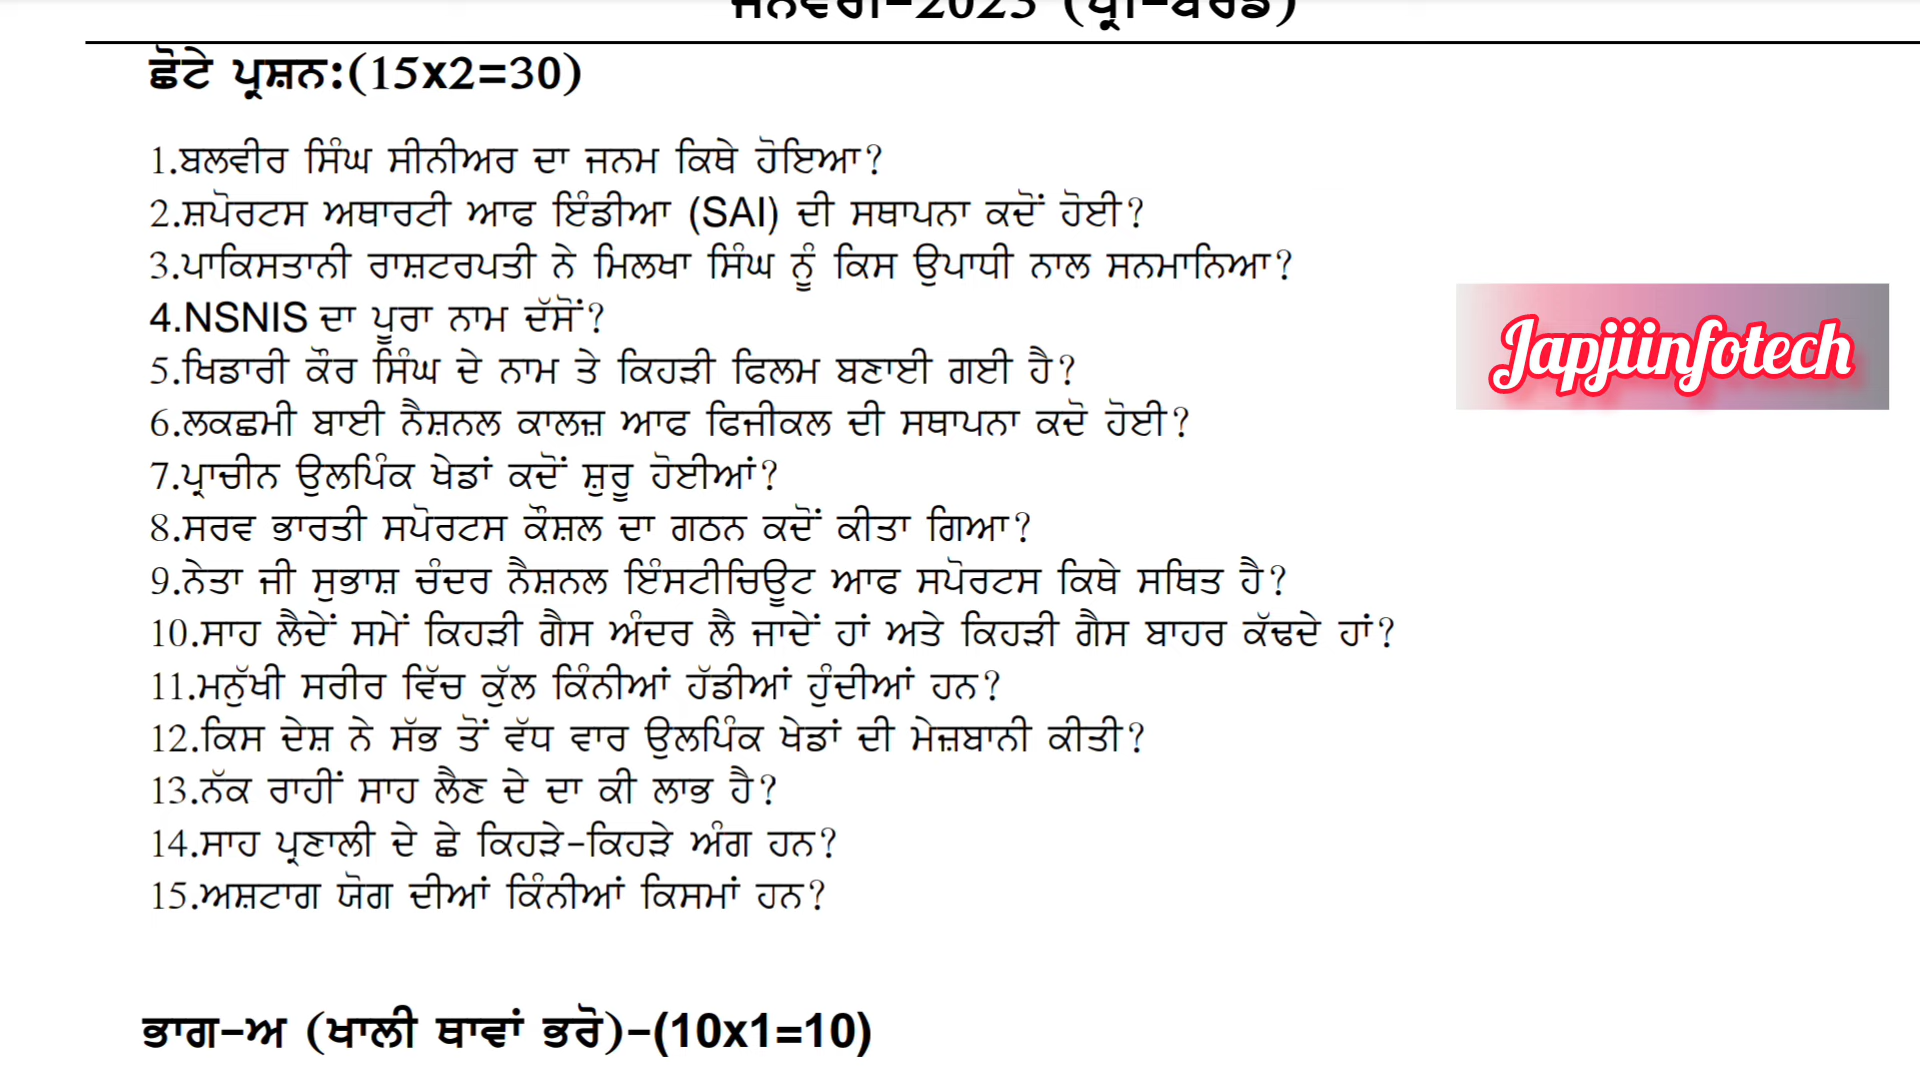 ਜਨਵਰੀ-2023 (ਪ੍ਰੀ-ਬੋਰਡ)
ਛੋਟੇ ਪ੍ਰਸ਼ਨ:(15x2=30)
1.ਬਲਵੀਰ ਸਿੰਘ ਸੀਨੀਅਰ ਦਾ ਜਨਮ ਕਿਥੇ ਹੋਇਆ?
2.ਸ਼ਪੋਰਟਸ ਅਥਾਰਟੀ ਆਫ ਇੰਡੀਆ (SAI) ਦੀ ਸਥਾਪਨਾ ਕਦੋਂ ਹੋਈ?
3.ਪਾਕਿਸਤਾਨੀ ਰਾਸ਼ਟਰਪਤੀ ਨੇ ਮਿਲਖਾ ਸਿੰਘ ਨੂੰ ਕਿਸ ਉਪਾਧੀ ਨਾਲ ਸਨਮਾਨਿਆ?
4.NSNIS ਦਾ ਪੂਰਾ ਨਾਮ ਦੱਸੋਂ?
Japjiinfotech
5.ਖਿਡਾਰੀ ਕੌਰ ਸਿੰਘ ਦੇ ਨਾਮ ਤੇ ਕਿਹੜੀ ਫਿਲਮ ਬਣਾਈ ਗਈ ਹੈ?
6.ਲਕਛਮੀ ਬਾਈ ਨੈਸ਼ਨਲ ਕਾਲਜ਼ ਆਫ ਫਿਜੀਕਲ ਦੀ ਸਥਾਪਨਾ ਕਦੋ ਹੋਈ?
7.ਪ੍ਰਾਚੀਨ ਉਲਪਿੰਕ ਖੇਡਾਂ ਕਦੋਂ ਸ਼ੁਰੂ ਹੋਈਆਂ?
8.ਸਰਵ ਭਾਰਤੀ ਸਪੋਰਟਸ ਕੌਸ਼ਲ ਦਾ ਗਠਨ ਕਦੋਂ ਕੀਤਾ ਗਿਆ?
9.ਨੇਤਾ ਜੀ ਸੁਭਾਸ਼ ਚੰਦਰ ਨੈਸ਼ਨਲ ਇੰਸਟੀਚਿਊਟ ਆਫ ਸਪੋਰਟਸ ਕਿਥੇ ਸਥਿਤ ਹੈ?
10.ਸਾਹ ਲੈਦੇਂ ਸਮੇਂ ਕਿਹੜੀ ਗੈਸ ਅੰਦਰ ਲੈ ਜਾਦੇਂ ਹਾਂ ਅਤੇ ਕਿਹੜੀ ਗੈਸ ਬਾਹਰ ਕੱਢਦੇ ਹਾਂ?
11.ਮਨੁੱਖੀ ਸਰੀਰ ਵਿੱਚ ਕੁੱਲ ਕਿੰਨੀਆਂ ਹੱਡੀਆਂ ਹੁੰਦੀਆਂ ਹਨ?
12.ਕਿਸ ਦੇਸ਼ ਨੇ ਸੱਭ ਤੋਂ ਵੱਧ ਵਾਰ ਉਲਪਿੰਕ ਖੇਡਾਂ ਦੀ ਮੇਜ਼ਬਾਨੀ ਕੀਤੀ?
13.ਨੱਕ ਰਾਹੀਂ ਸਾਹ ਲੈਣ ਦੇ ਦਾ ਕੀ ਲਾਭ ਹੈ?
14.ਸਾਹ ਪ੍ਰਣਾਲੀ ਦੇ ਛੇ ਕਿਹੜੇ-ਕਿਹੜੇ ਅੰਗ ਹਨ?
15.ਅਸ਼ਟਾਗ ਯੋਗ ਦੀਆਂ ਕਿੰਨੀਆਂ ਕਿਸਮਾਂ ਹਨ?
ਭਾਗ-ਅ (ਖਾਲੀ ਥਾਵਾਂ ਭਰੋ)-(10x1=10)